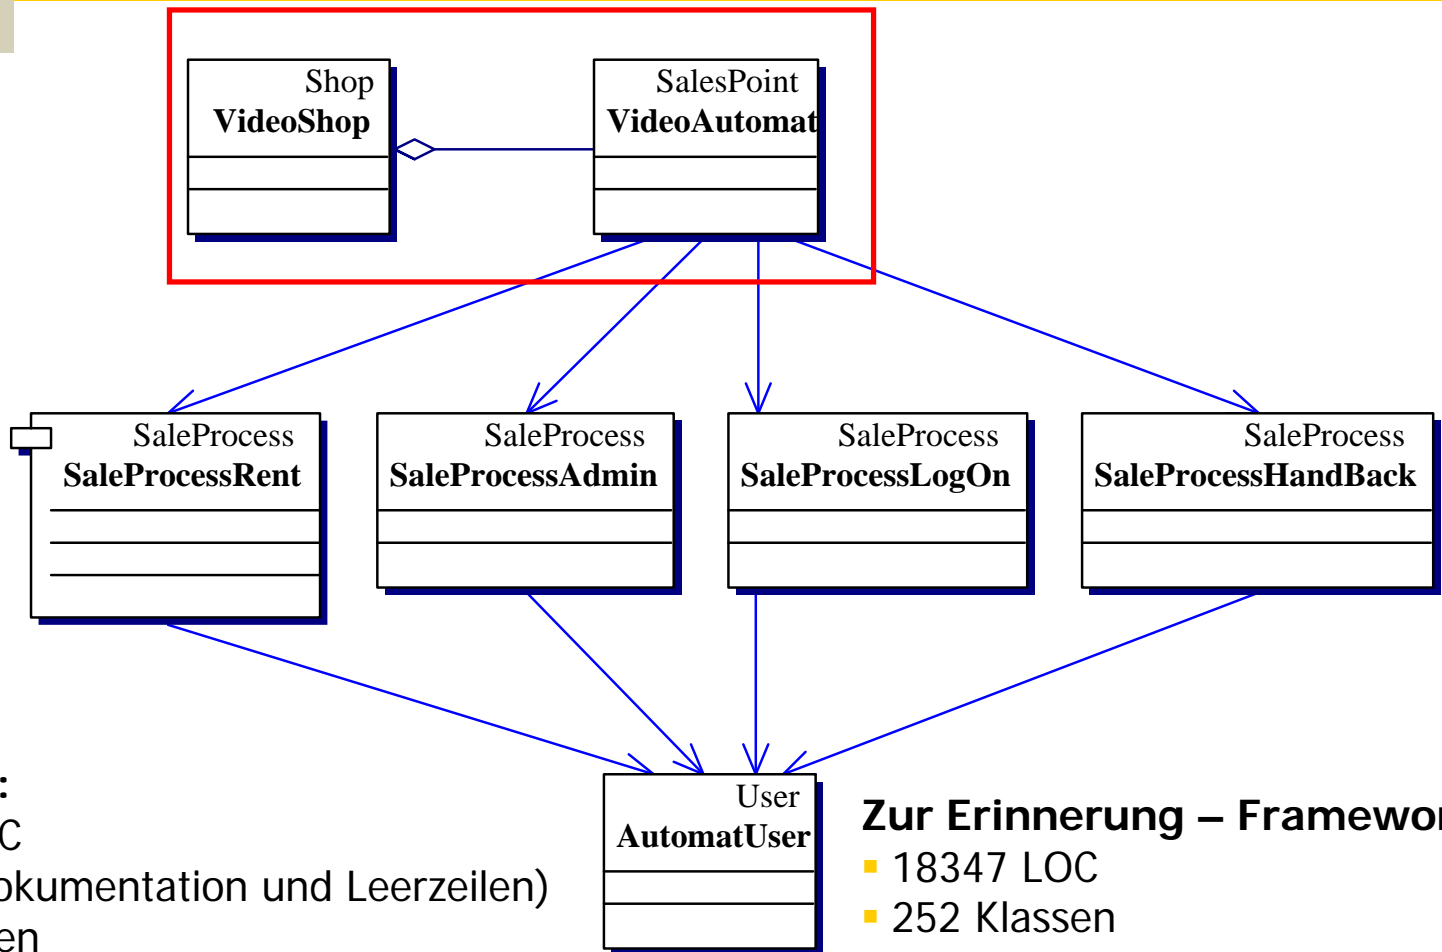 Shop
VideoShop
SalesPoint
VideoAutomat
SaleProcess
SaleProcessRent
SaleProcess
SaleProcessAdmin
SaleProcess
SaleProcessLogOn
SaleProcess
SaleProcessHandBack
User
AutomatUser
:
C
okumentation und Leerzeilen)
en
Zur Erinnerung – Framewor
18347 LOC
252 Klassen